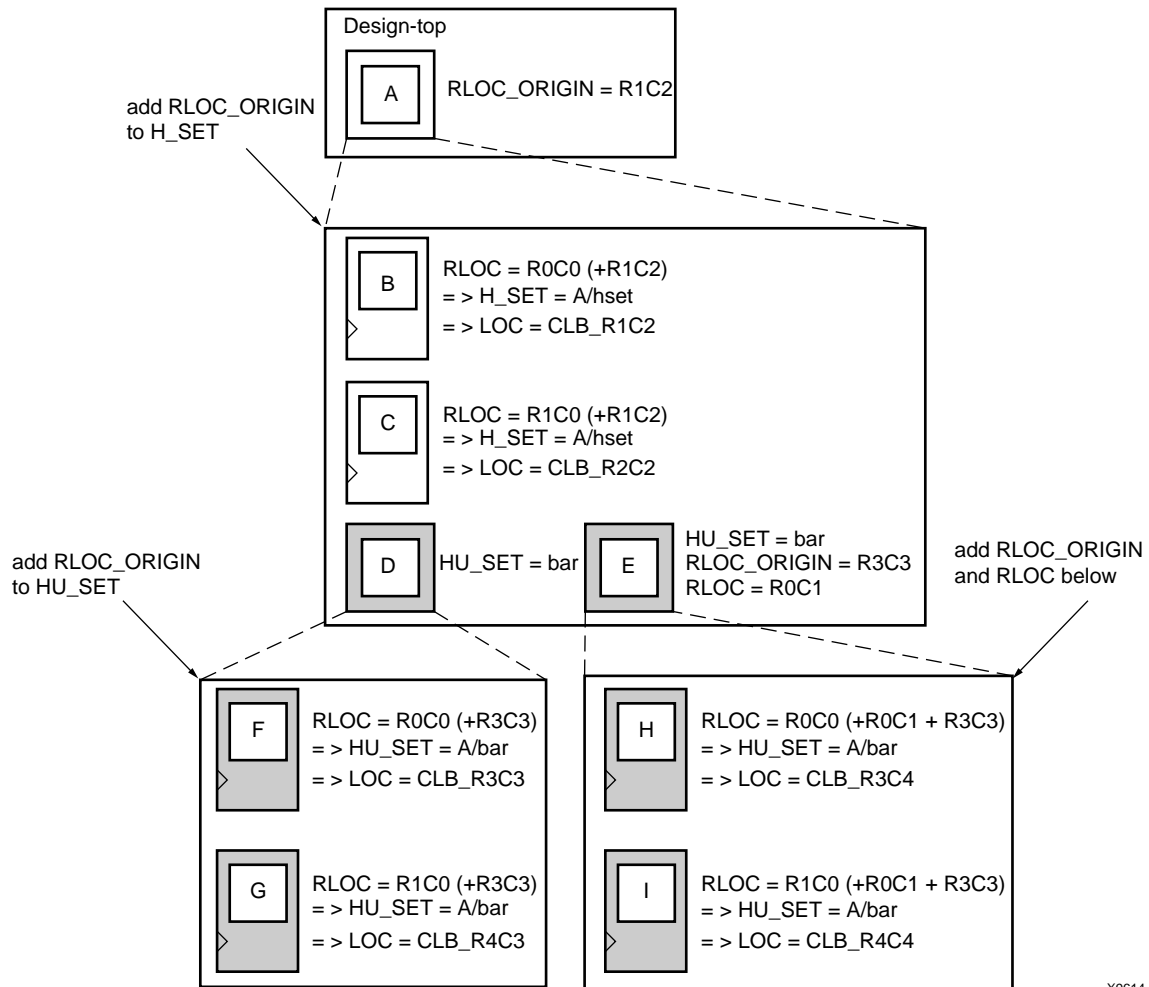 Design-top
A
RLOC_ORIGIN = R1C2
add RLOC_ORIGIN
to H_SET
B
RLOC = R0C0 (+R1C2)
= > H_SET = A/hset
= > LOC = CLB_R1C2
C
RLOC = R1C0 (+R1C2)
= > H_SET = A/hset
= > LOC = CLB_R2C2
add RLOC_ORIGIN
to HU_SET
D
HU_SET = bar
E
HU_SET = bar
RLOC_ORIGIN = R3C3
RLOC = R0C1
add RLOC_ORIGIN
and RLOC below
F
RLOC = R0C0 (+R3C3)
= > HU_SET = A/bar
= > LOC = CLB_R3C3
H
RLOC = R0C0 (+R0C1 + R3C3)
= > HU_SET = A/bar
= > LOC = CLB_R3C4
G
RLOC = R1C0 (+R3C3)
= > HU_SET = A/bar
= > LOC = CLB_R4C3
I
RLOC = R1C0 (+R0C1 + R3C3)
= > HU_SET = A/bar
= > LOC = CLB_R4C4